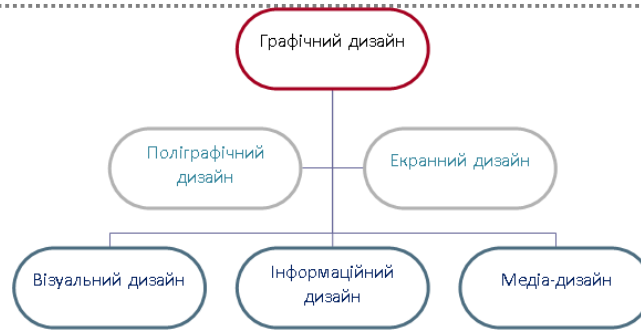 Графічний дизайн
Поліграфічний
дизайн
Екранний дизайн
Візуальний дизайн
Інформаційний
дизайн
Медіа-дизайн